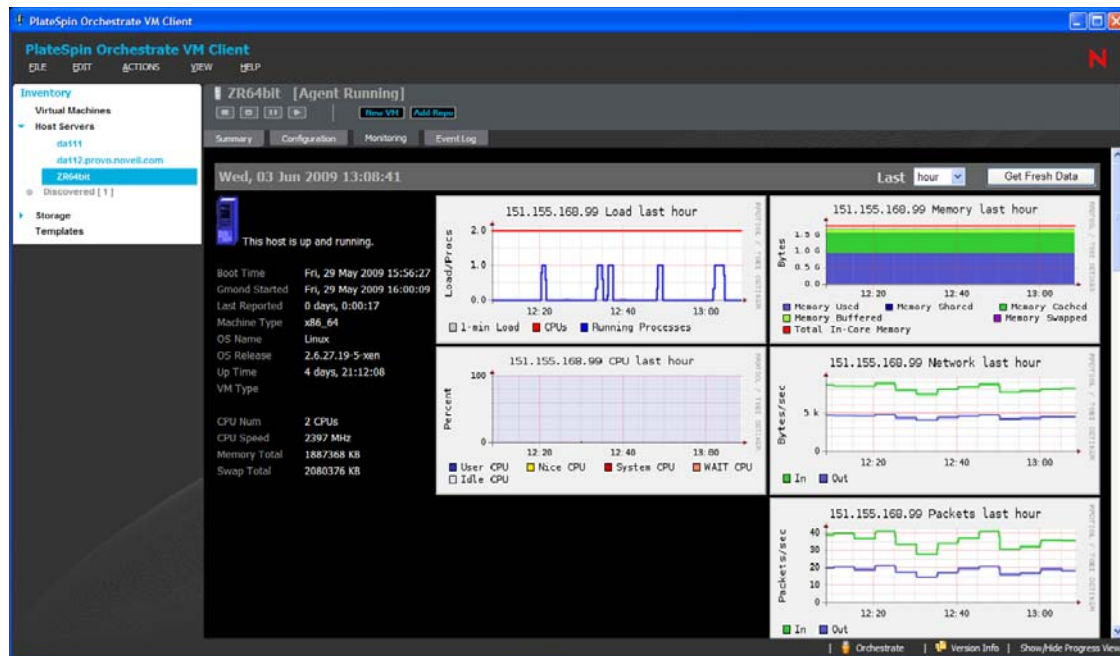 PlateSpin Orchestrate VM Client
PlateSpin Orchestrate VM Client
FILE EDIT ACTIONS VIEW HELP
N
Inventory
Virtual Machines
Host Servers
da111
da112.provo.novell.com
ZR64bit
Discovered [ 1 ]
Storage
Templates
ZR64bit [Agent Running]
New VM Add Repo
Summary Configuration Monitoring Event Log
Wed, 03 Jun 2009 13:08:41
Last hour Get Fresh Data
This host is up and running.
Boot Time Fri, 29 May 2009 15:56:27
Gmond Started Fri, 29 May 2009 16:00:09
Last Reported 0 days, 0:00:17
Machine Type x86_64
OS Name Linux
OS Release 2.6.27.19-5-xen
Up Time 4 days, 21:12:08
VM Type
CPU Num 2 CPUs
CPU Speed 2397 MHz
Memory Total 1887368 KB
Swap Total 2080376 KB
151.155.168.99 Load last hour
Load/Procs
2.0
1.0
0.0
12:20 12:40 13:00
1-min Load CPUs Running Processes
151.155.168.99 CPU last hour
Percent
100
0
12:20 12:40 13:00
User CPU Nice CPU System CPU WAIT CPU
Idle CPU
151.155.168.99 Memory last hour
Bytes
1.5 G
1.0 G
0.5 G
0.0
12:20 12:40 13:00
Memory Used Memory Shared Memory Cached
Memory Buffered Memory Swapped
Total In-Core Memory
151.155.168.99 Network last hour
Bytes/sec
5 k
0
12:20 12:40 13:00
In Out
151.155.168.99 Packets last hour
Packets/sec
40
30
20
10
0
12:20 12:40 13:00
In Out
Orchestrate | Version Info | Show/Hide Progress View